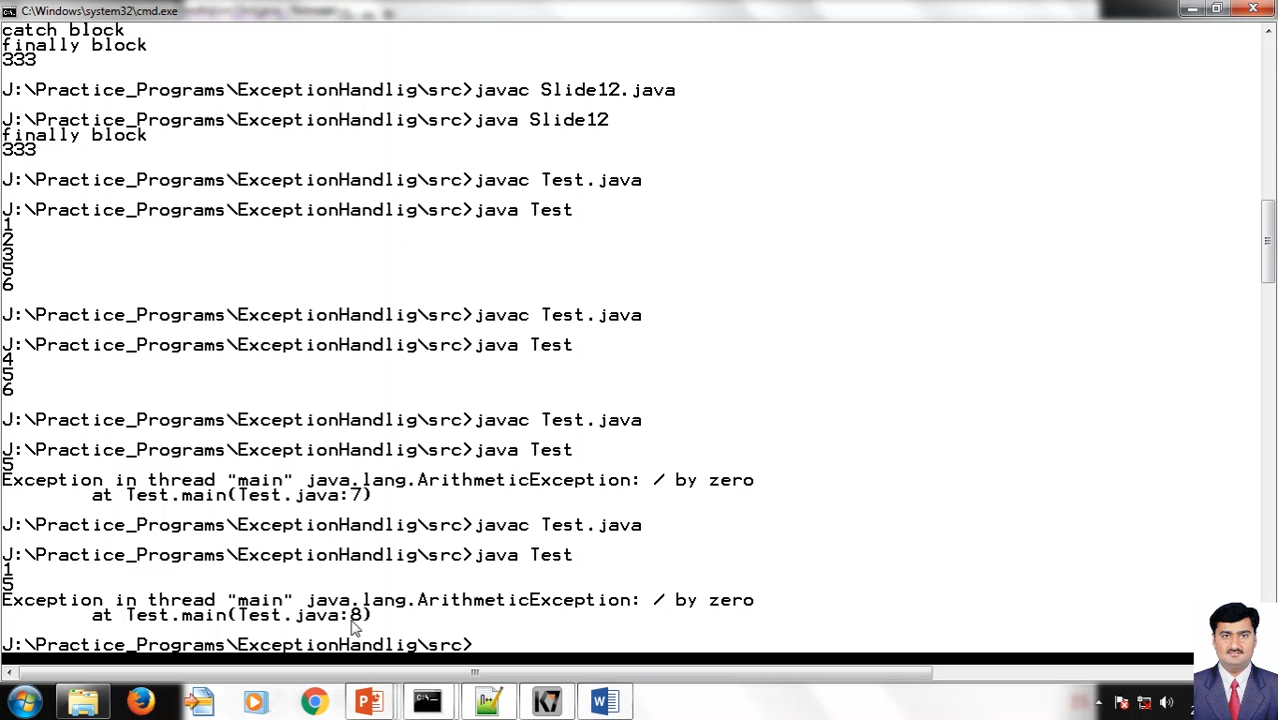 C:\Windows\system32\cmd.exe
catch block
finally block
333
J:\Practice_Programs\ExceptionHandlig\src>javac Slide12.java
J:\Practice_Programs\ExceptionHandlig\src>java Slide12
finally block
333
J:\Practice_Programs\ExceptionHandlig\src>javac Test.java
J:\Practice_Programs\ExceptionHandlig\src>java Test
1
2
3
5
6
J:\Practice_Programs\ExceptionHandlig\src>javac Test.java
J:\Practice_Programs\ExceptionHandlig\src>java Test
4
5
6
J:\Practice_Programs\ExceptionHandlig\src>javac Test.java
J:\Practice_Programs\ExceptionHandlig\src>java Test
5
Exception in thread "main" java.lang.ArithmeticException: / by zero
at Test.main(Test.java:7)
J:\Practice_Programs\ExceptionHandlig\src>javac Test.java
J:\Practice_Programs\ExceptionHandlig\src>java Test
1
5
Exception in thread "main" java.lang.ArithmeticException: / by zero
at Test.main(Test.java:8)
J:\Practice_Programs\ExceptionHandlig\src>